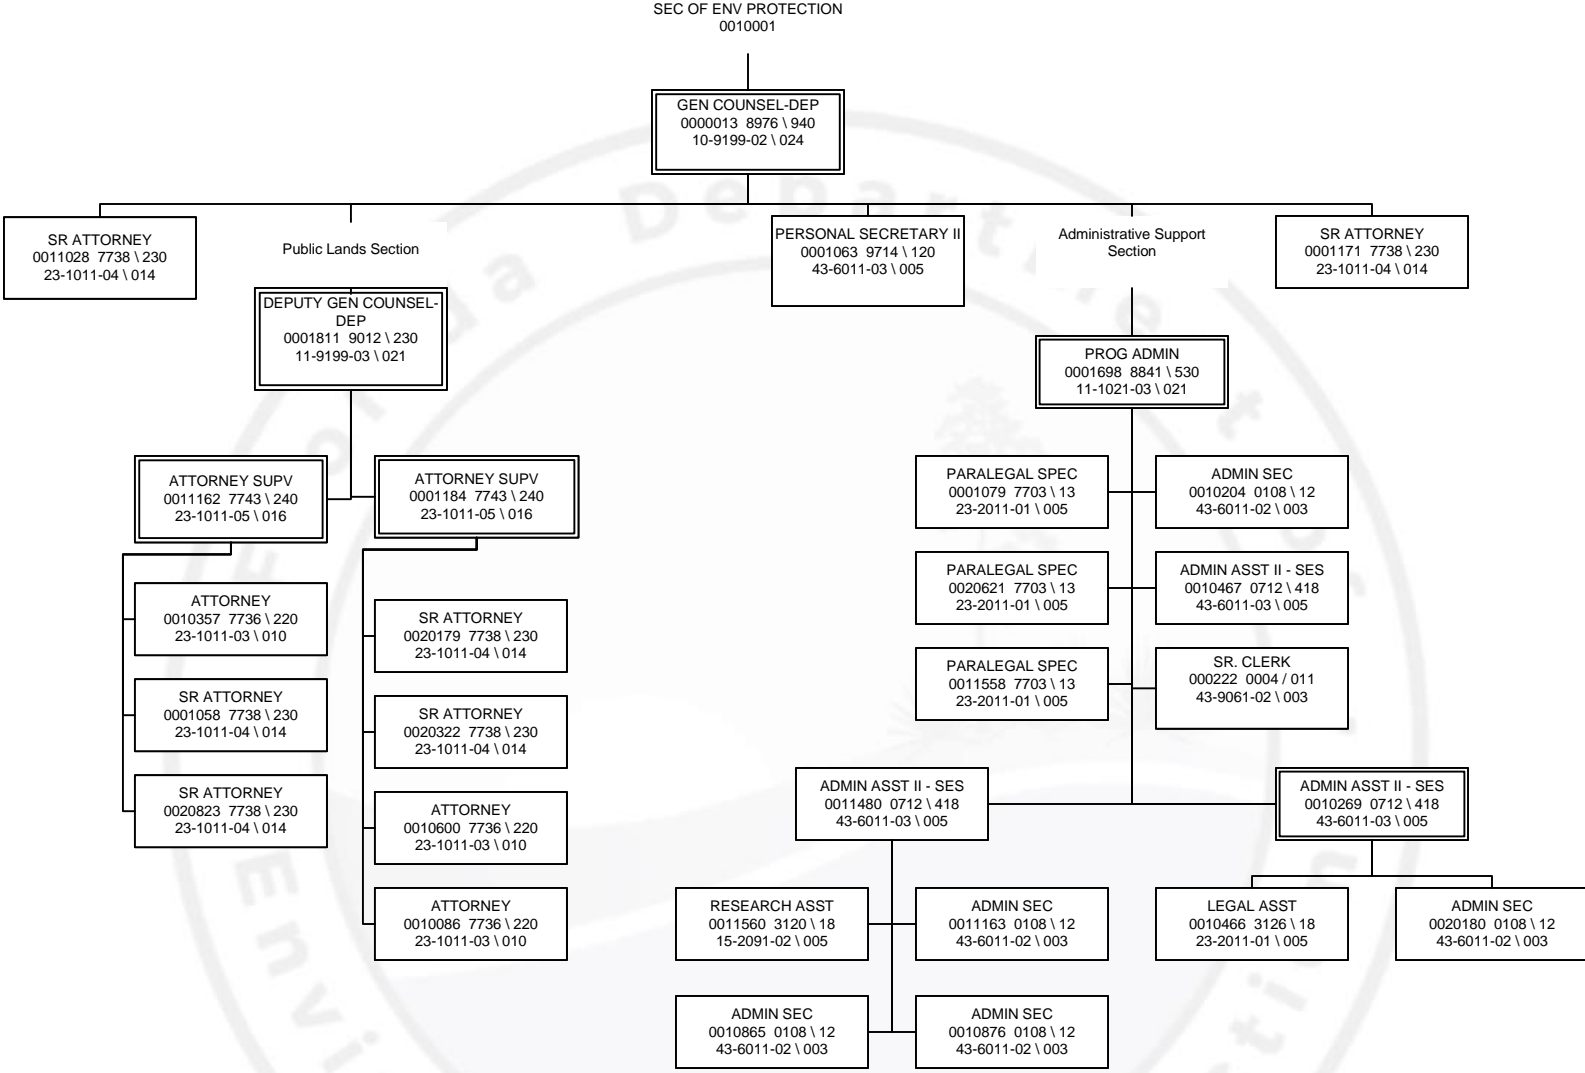 SEC OF ENV PROTECTION
0010001
GEN COUNSEL-DEP
0000013 8976 \ 940
10-9199-02 \ 024
SR ATTORNEY
0011028 7738 \ 230
23-1011-04 \ 014
Public Lands Section
PERSONAL SECRETARY II
0001063 9714 \ 120
43-6011-03 \ 005
Administrative Support
Section
SR ATTORNEY
0001171 7738 \ 230
23-1011-04 \ 014
DEPUTY GEN COUNSEL-
DEP
0001811 9012 \ 230
11-9199-03 \ 021
PROG ADMIN
0001698 8841 \ 530
11-1021-03 \ 021
ATTORNEY SUPV
0011162 7743 \ 240
23-1011-05 \ 016
ATTORNEY SUPV
0001184 7743 \ 240
23-1011-05 \ 016
ATTORNEY
0010357 7736 \ 220
23-1011-03 \ 010
SR ATTORNEY
0001058 7738 \ 230
23-1011-04 \ 014
SR ATTORNEY
0020823 7738 \ 230
23-1011-04 \ 014
SR ATTORNEY
0020179 7738 \ 230
23-1011-04 \ 014
SR ATTORNEY
0020322 7738 \ 230
23-1011-04 \ 014
ATTORNEY
0010600 7736 \ 220
23-1011-03 \ 010
ATTORNEY
0010086 7736 \ 220
23-1011-03 \ 010
PARALEGAL SPEC
0001079 7703 \ 13
23-2011-01 \ 005
ADMIN SEC
0010204 0108 \ 12
43-6011-02 \ 003
PARALEGAL SPEC
0020621 7703 \ 13
23-2011-01 \ 005
ADMIN ASST II - SES
0010467 0712 \ 418
43-6011-03 \ 005
PARALEGAL SPEC
0011558 7703 \ 13
23-2011-01 \ 005
SR. CLERK
000222 0004 / 011
43-9061-02 \ 003
ADMIN ASST II - SES
0011480 0712 \ 418
43-6011-03 \ 005
ADMIN ASST II - SES
0010269 0712 \ 418
43-6011-03 \ 005
RESEARCH ASST
0011560 3120 \ 18
15-2091-02 \ 005
ADMIN SEC
0011163 0108 \ 12
43-6011-02 \ 003
LEGAL ASST
0010466 3126 \ 18
23-2011-01 \ 005
ADMIN SEC
0020180 0108 \ 12
43-6011-02 \ 003
ADMIN SEC
0010865 0108 \ 12
43-6011-02 \ 003
ADMIN SEC
0010876 0108 \ 12
43-6011-02 \ 003